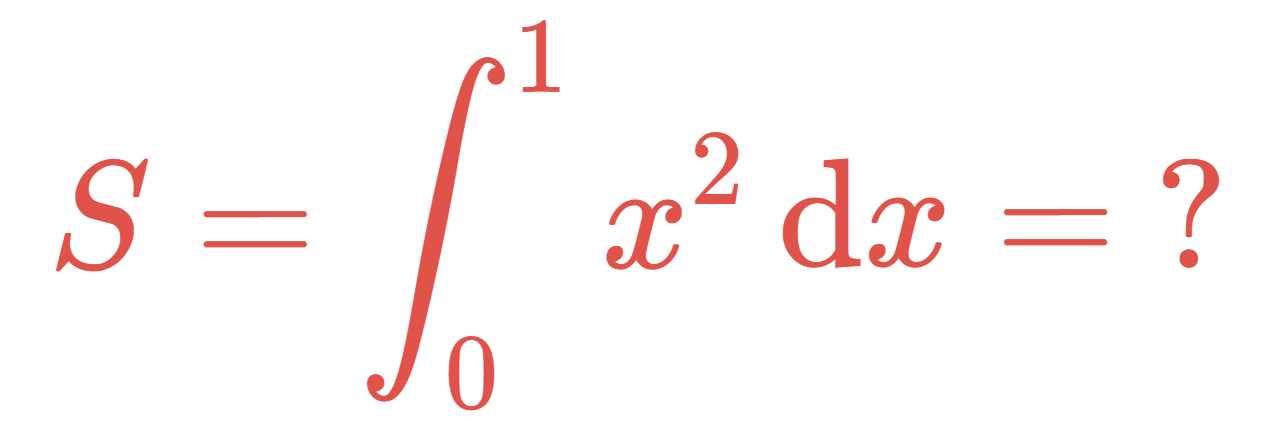 S = ∫₀¹ x² dx = ?